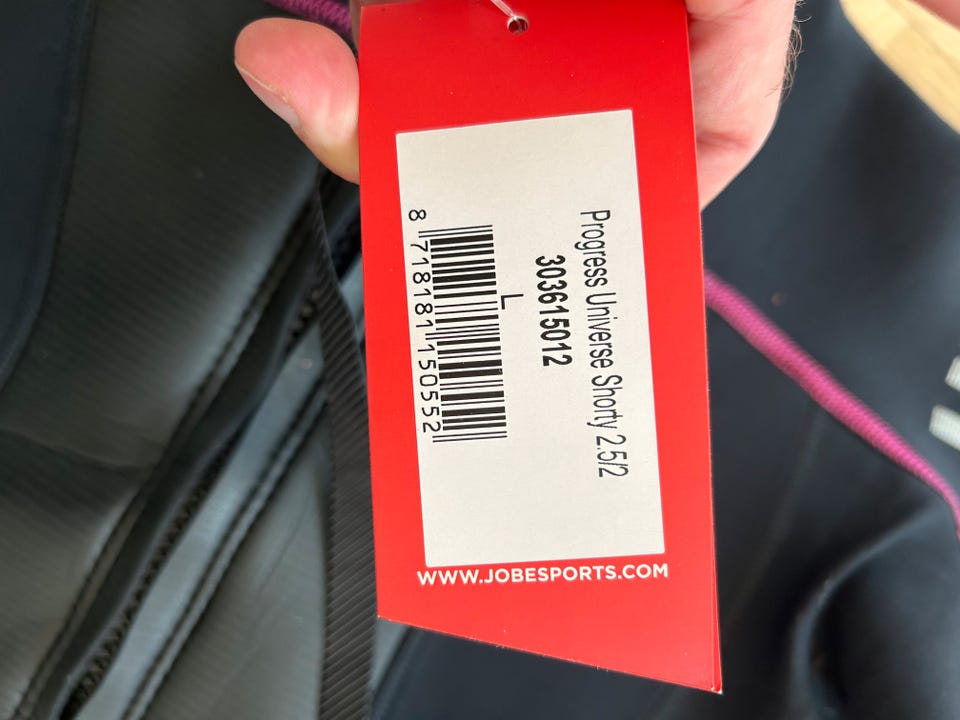 Progress Universe Shorty 2.5/2
303615012
L
8 718181 150552
WWW.JOBESPORTS.COM